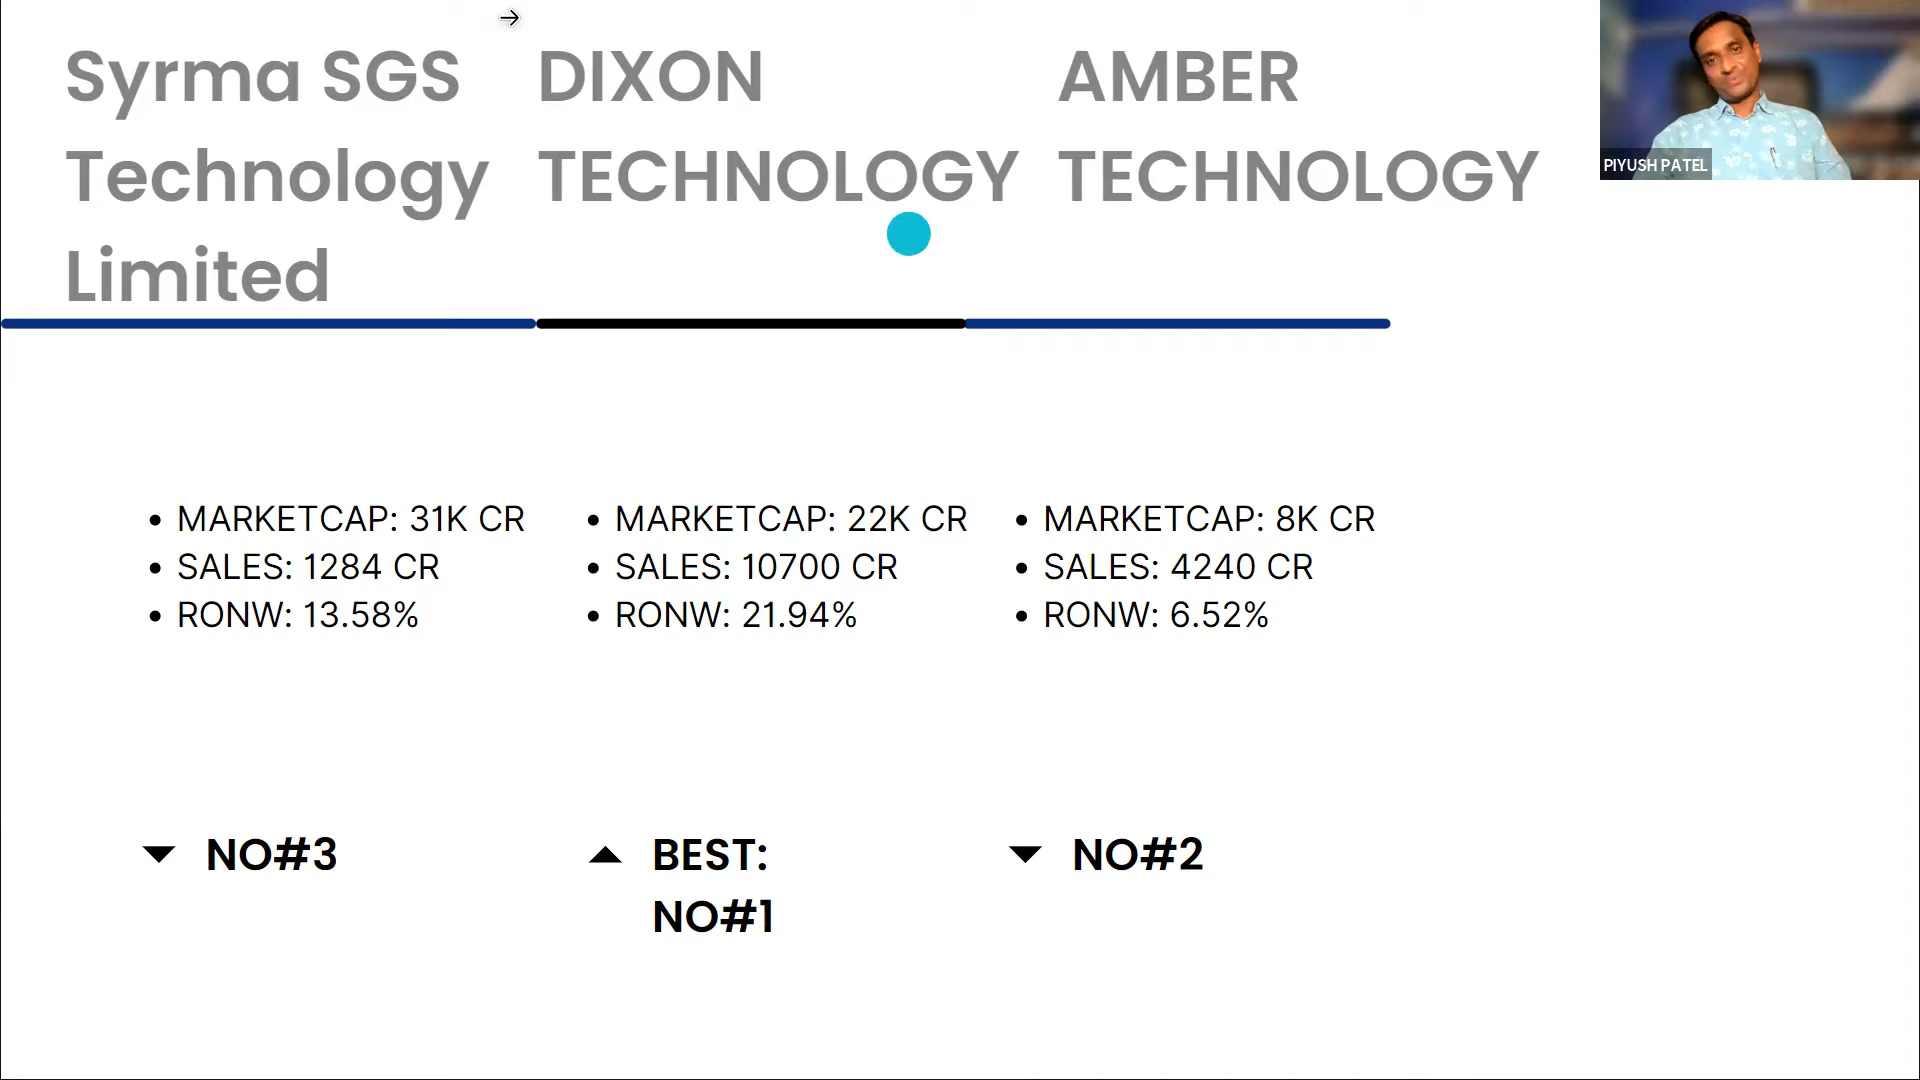 Syrma SGS
Technology
Limited
DIXON
TECHNOLOGY
AMBER
TECHNOLOGY
PIYUSH PATEL
• MARKETCAP: 31K CR
• SALES: 1284 CR
• RONW: 13.58%
• MARKETCAP: 22K CR
• SALES: 10700 CR
• RONW: 21.94%
• MARKETCAP: 8K CR
• SALES: 4240 CR
• RONW: 6.52%
NO#3
BEST:
NO#1
NO#2